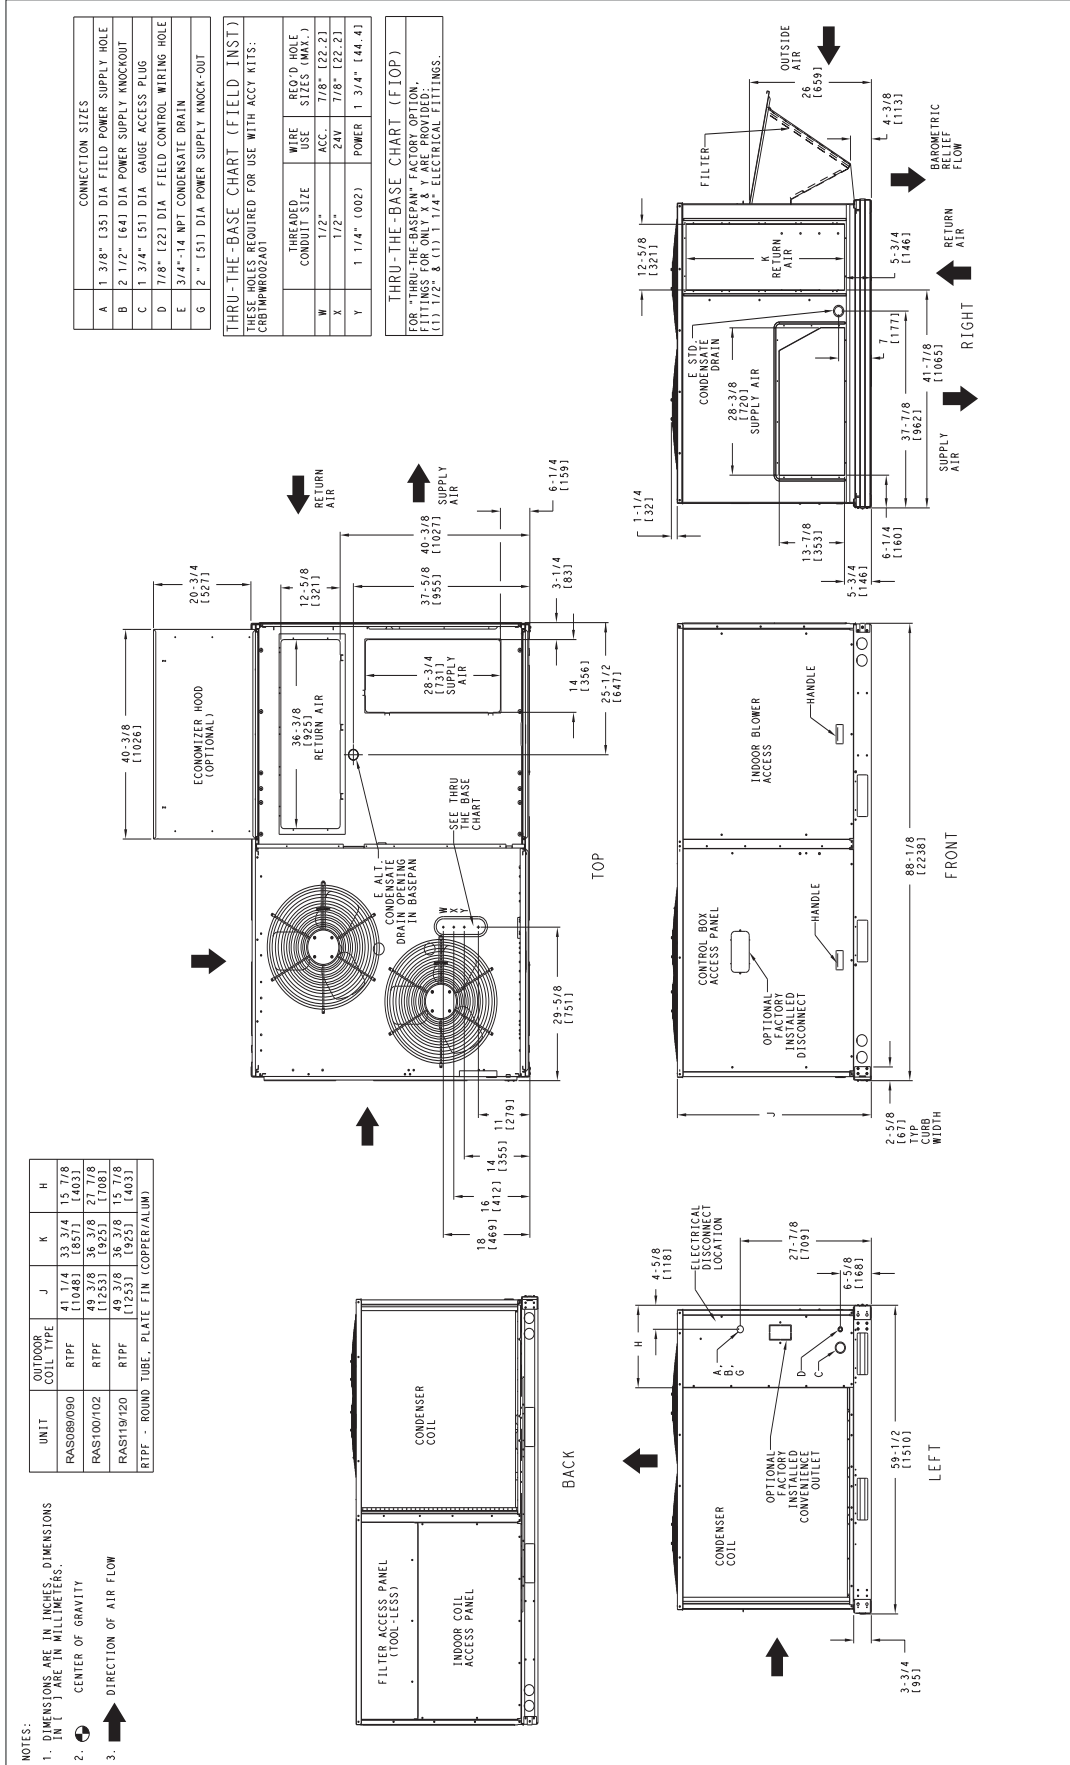 NOTES:
1. DIMENSIONS ARE IN INCHES, DIMENSIONS
IN [ ] ARE IN MILLIMETERS.
2. CENTER OF GRAVITY
3. DIRECTION OF AIR FLOW
UNIT OUTDOOR COIL TYPE J K H
RAS089/090 RTPF 41 1/4 [1048] 33 3/4 [857] 15 7/8 [403]
RAS100/102 RTPF 49 3/8 [1253] 36 3/8 [925] 27 7/8 [708]
RAS119/120 RTPF 49 3/8 [1253] 36 3/8 [925] 15 7/8 [403]
RTPF - ROUND TUBE, PLATE FIN (COPPER/ALUM)
CONNECTION SIZES
A 1 3/8" [35] DIA FIELD POWER SUPPLY HOLE
B 2 1/2" [64] DIA POWER SUPPLY KNOCKOUT
C 1 3/4" [51] DIA GAUGE ACCESS PLUG
D 7/8" [22] DIA FIELD CONTROL WIRING HOLE
E 3/4"-14 NPT CONDENSATE DRAIN
G 2 " [51] DIA POWER SUPPLY KNOCK-OUT
THRU-THE-BASE CHART (FIELD INST)
THESE HOLES REQUIRED FOR USE WITH ACCY KITS:
CRBTMPWR002A01
THREADED CONDUIT SIZE WIRE USE REQ'D HOLE SIZES (MAX.)
W 1/2" ACC. 7/8" [22.2]
X 1/2" 24V 7/8" [22.2]
Y 1 1/4" (002) POWER 1 3/4" [44.4]
THRU-THE-BASE CHART (FIOP)
FOR "THRU-THE-BASEPAN" FACTORY OPTION,
FITTINGS FOR ONLY X & Y ARE PROVIDED:
(1) 1/2" & (1) 1 1/4" ELECTRICAL FITTINGS.
FILTER ACCESS PANEL
(TOOL-LESS)
INDOOR COIL
ACCESS PANEL
CONDENSER
COIL
BACK
40-3/8
[1026]
20-3/4
[527]
ECONOMIZER HOOD
(OPTIONAL)
12-5/8
[321]
RETURN
AIR
36-3/8
[925]
RETURN AIR
40-3/8
[1027]
SUPPLY
AIR
37-5/8
[955]
6-1/4
[159]
28-3/4
[731]
SUPPLY
AIR
3-1/4
[83]
14
[356]
25-1/2
[647]
E ALT.
CONDENSATE
DRAIN OPENING
IN BASEPAN
SEE THRU
THE BASE
CHART
W
X
Y
29-5/8
[751]
11
[279]
14
[355]
16
[412]
18
[469]
TOP
CONDENSER
COIL
OPTIONAL
FACTORY
INSTALLED
CONVENIENCE
OUTLET
H
A,
B,
G
D
C
4-5/8
[118]
ELECTRICAL
DISCONNECT
LOCATION
27-7/8
[709]
6-5/8
[168]
3-3/4
[95]
59-1/2
[1510]
LEFT
CONTROL BOX
ACCESS PANEL
OPTIONAL
FACTORY
INSTALLED
DISCONNECT
HANDLE
INDOOR BLOWER
ACCESS
HANDLE
J
2-5/8
[67]
TYP
CURB
WIDTH
88-1/8
[2238]
FRONT
1-1/4
[32]
13-7/8
[353]
5-3/4
[146]
6-1/4
[160]
28-3/8
[720]
SUPPLY AIR
E STD.
CONDENSATE
DRAIN
12-5/8
[321]
K
RETURN
AIR
FILTER
OUTSIDE
AIR
26
[659]
4-3/8
[113]
BAROMETRIC
RELIEF
FLOW
RETURN
AIR
5-3/4
[146]
7
[177]
41-7/8
[1065]
37-7/8
[962]
SUPPLY
AIR
RIGHT